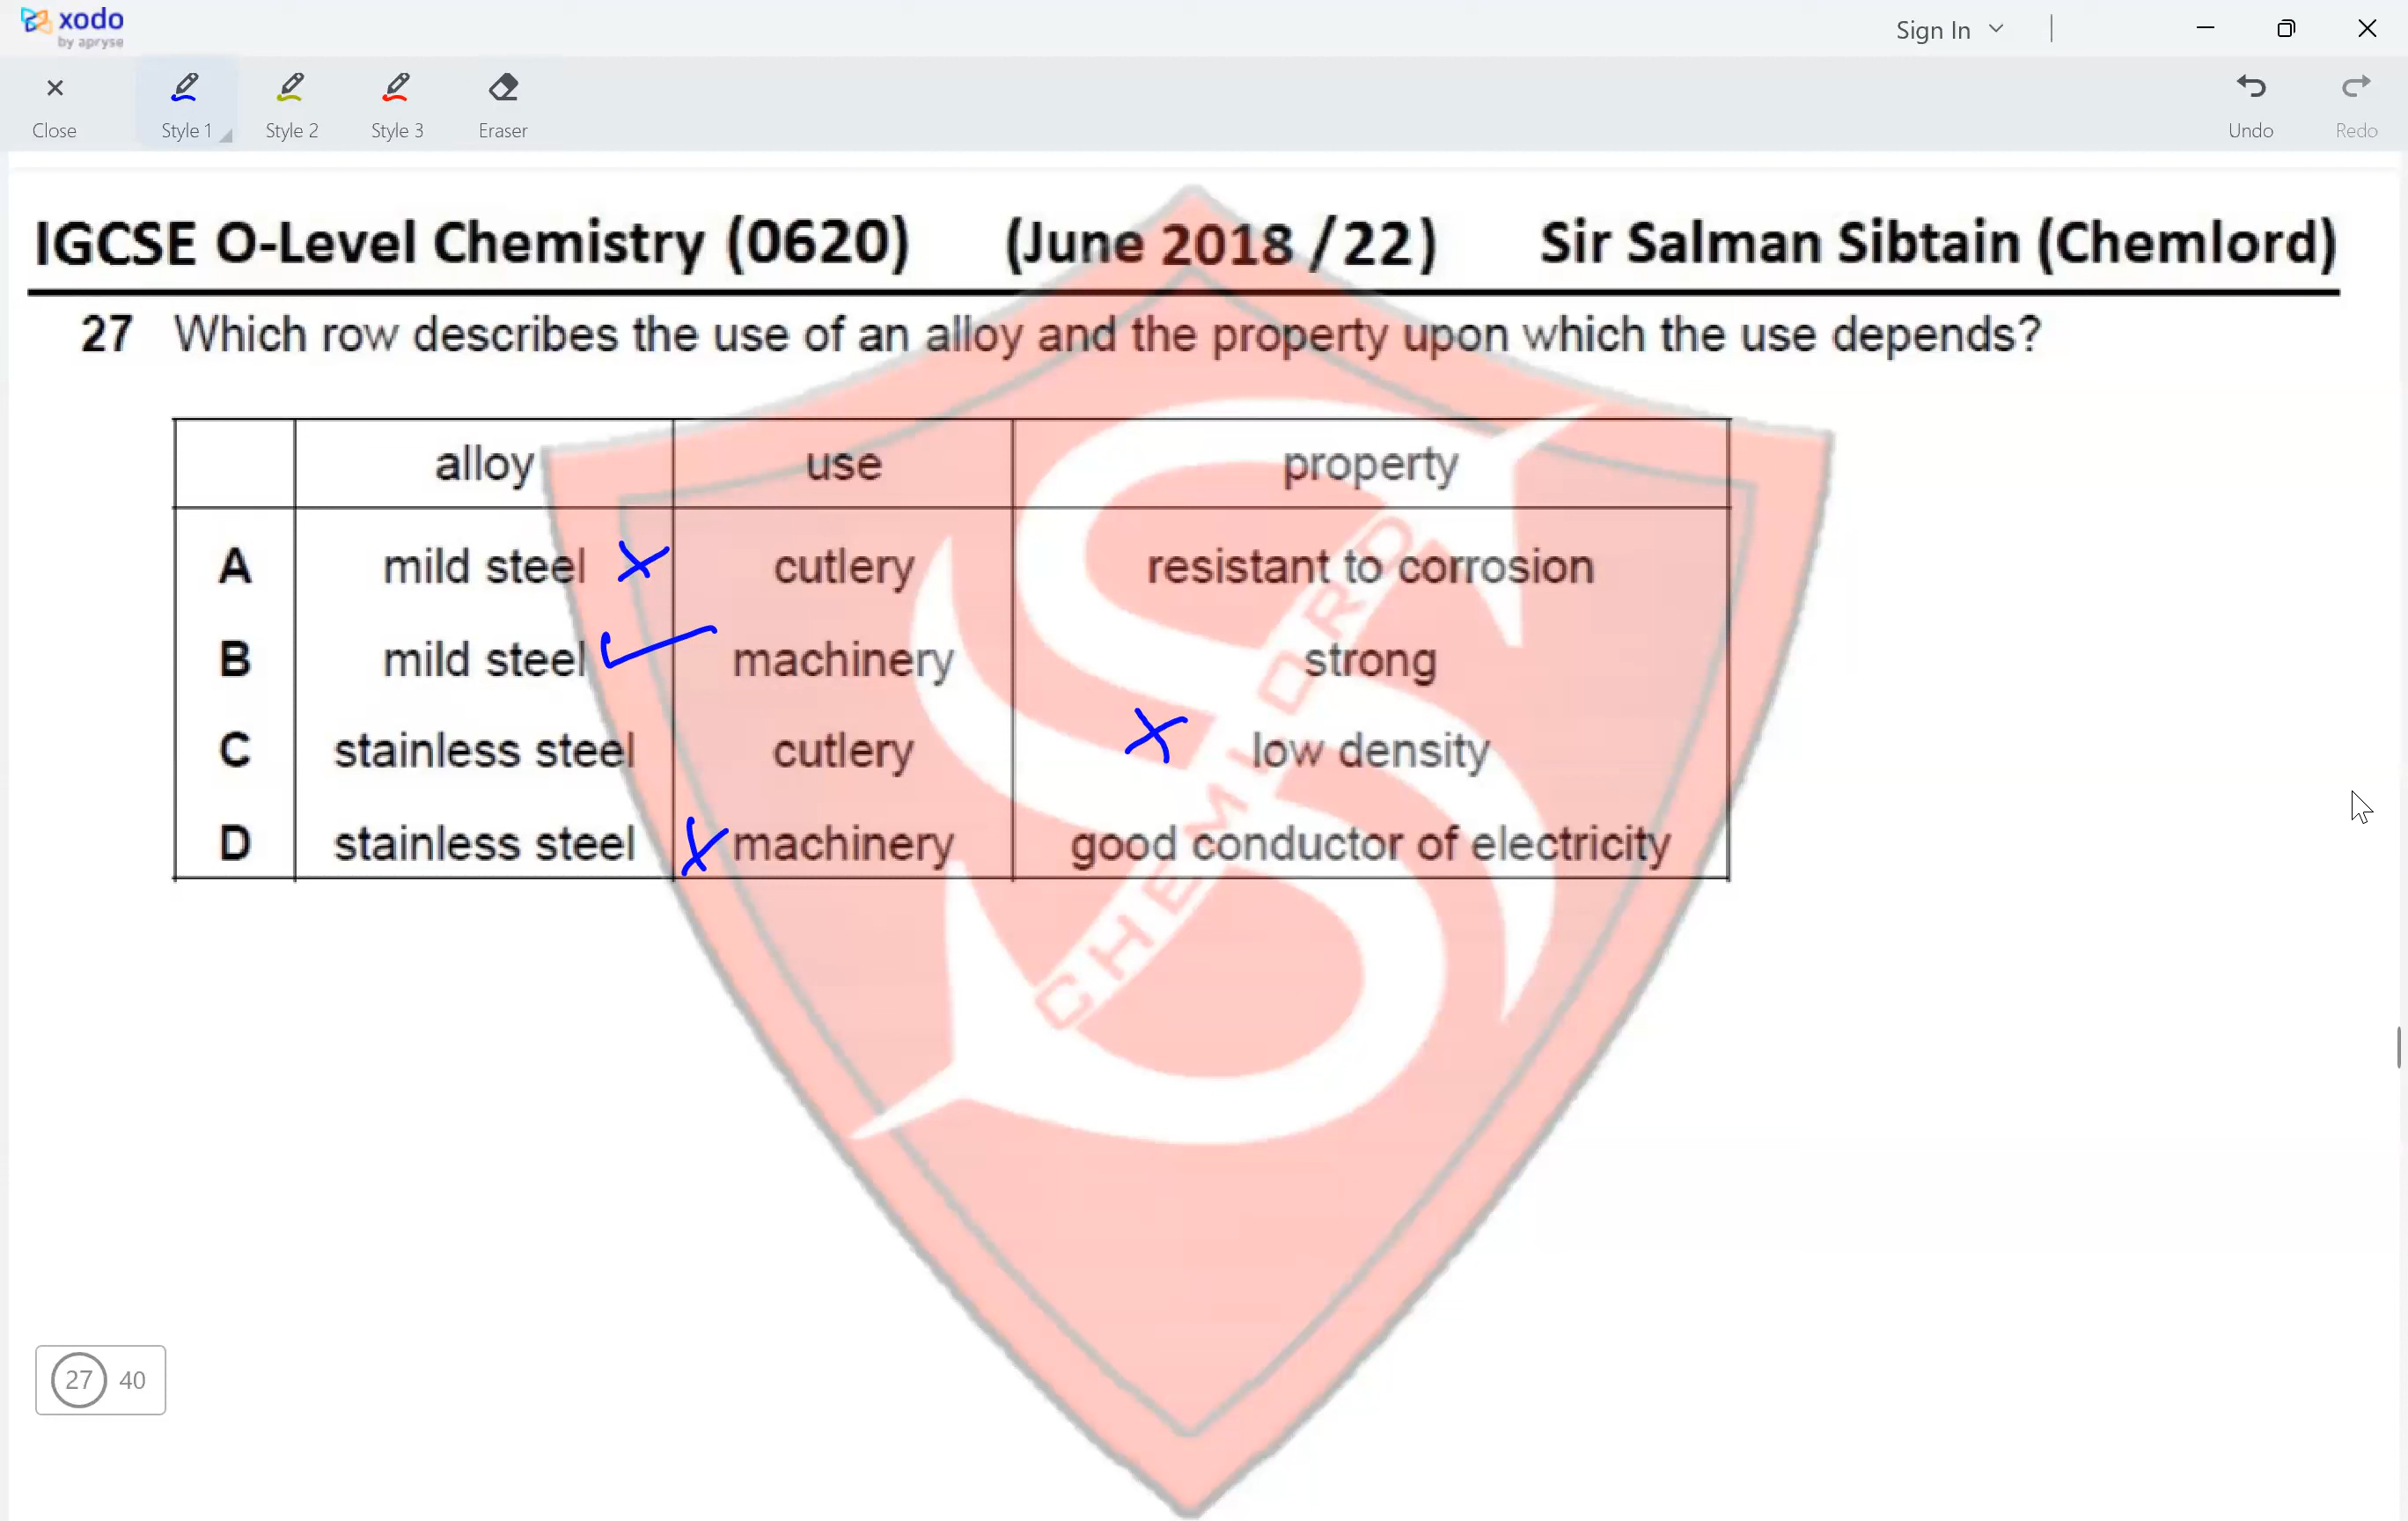 xodo
by apryse
Sign In
Close
Style 1
Style 2
Style 3
Eraser
Undo
Redo
IGCSE O-Level Chemistry (0620) (June 2018 /22) Sir Salman Sibtain (Chemlord)
27 Which row describes the use of an alloy and the property upon which the use depends?
alloy use property
A mild steel cutlery resistant to corrosion
B mild steel machinery strong
C stainless steel cutlery low density
D stainless steel machinery good conductor of electricity
CHEMLORD
27 40